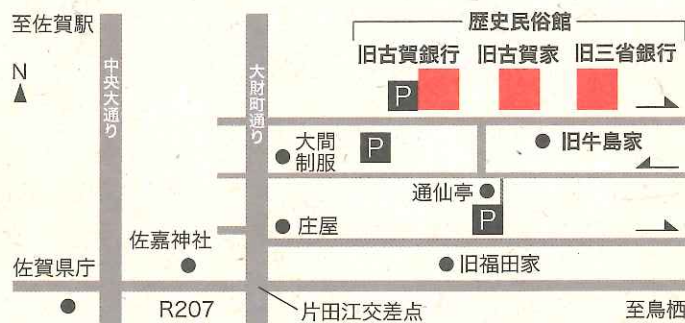 至佐賀駅
歴史民俗館
旧古賀銀行
旧古賀家
旧三省銀行
N
中央大通り
大財町通り
P
大間
制服
P
旧牛島家
通仙亭
庄屋
P
佐嘉神社
佐賀県庁
旧福田家
R207
片田江交差点
至鳥栖